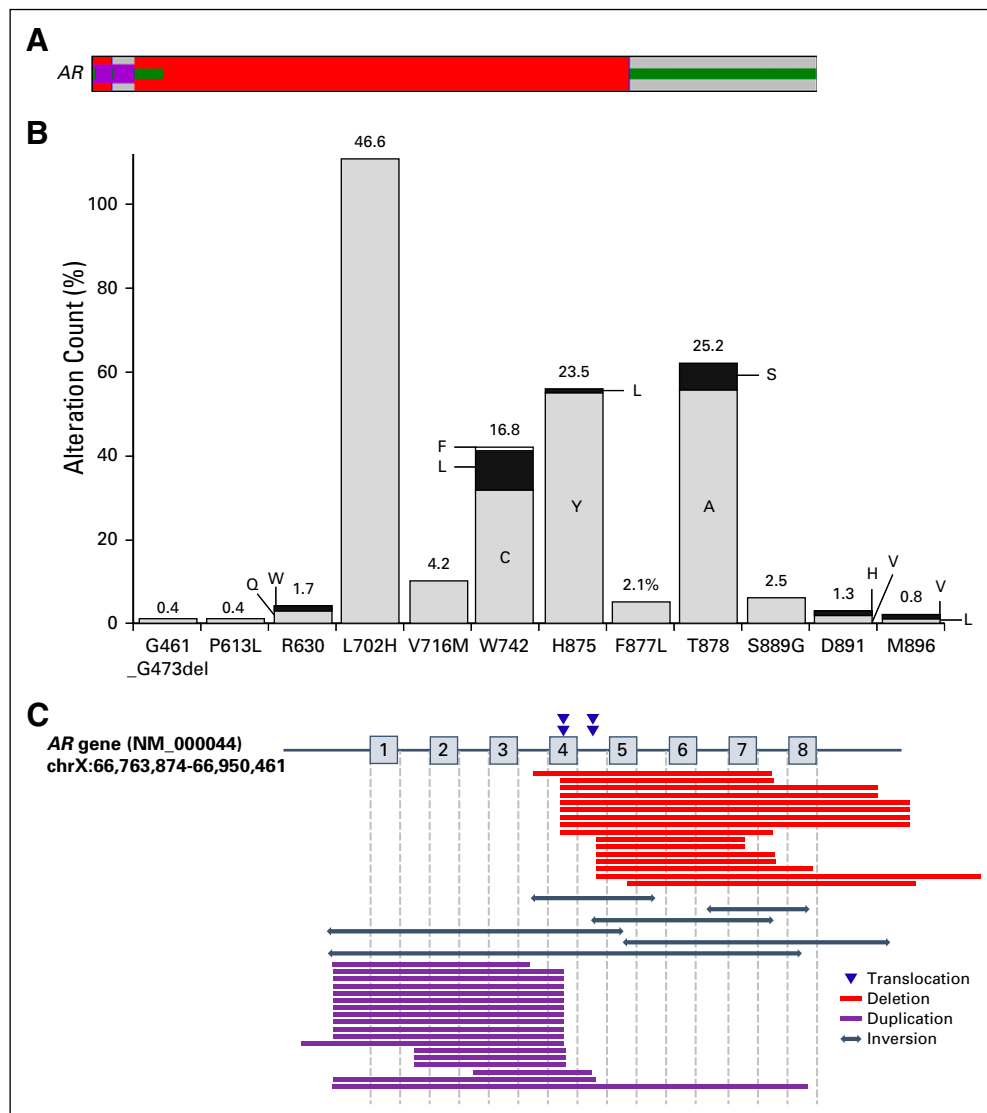 A
AR
B
Alteration Count (%)
100
80
60
40
20
0
0.4
0.4
Q
W
1.7
46.6
4.2
F
L
16.8
C
23.5
L
Y
2.1%
25.2
S
A
2.5
1.3
H
V
0.8
V
L
G461
_G473del
P613L
R630
L702H
V716M
W742
H875
F877L
T878
S889G
D891
M896
C
AR gene (NM_000044)
chrX:66,763,874-66,950,461
1
2
3
4
5
6
7
8
Translocation
Deletion
Duplication
Inversion